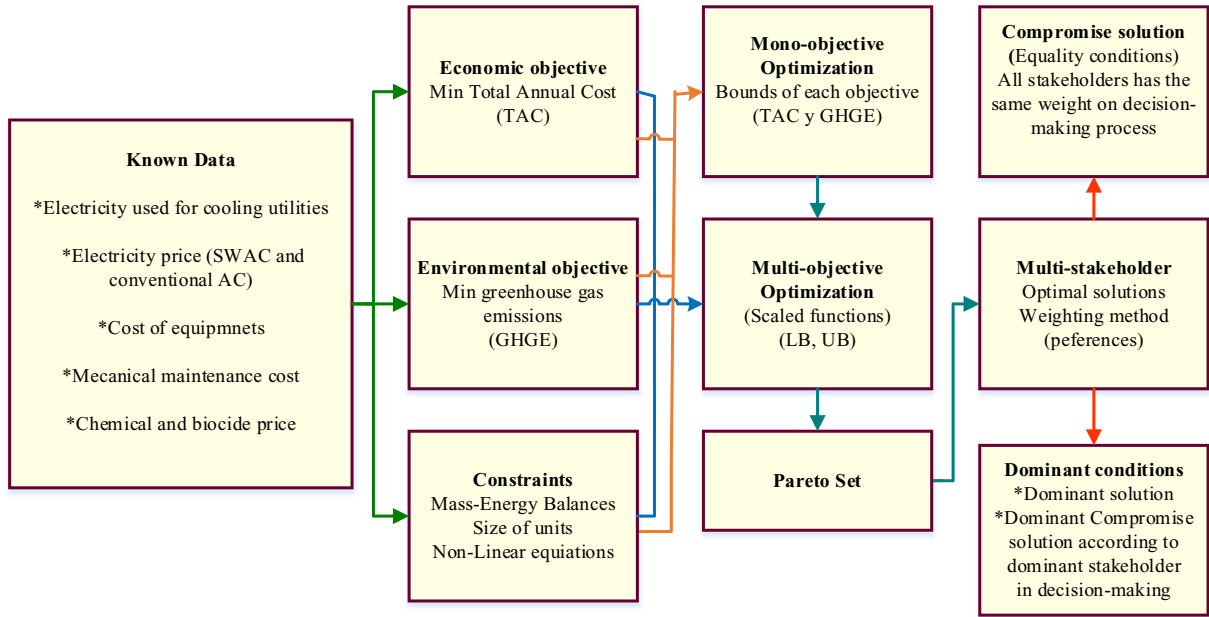 Known Data
*Electricity used for cooling utilities
*Electricity price (SWAC and
conventional AC)
*Cost of equipmnets
*Mecanical maintenance cost
*Chemical and biocide price
Economic objective
Min Total Annual Cost
(TAC)
Environmental objective
Min greenhouse gas
emissions
(GHGE)
Constraints
Mass-Energy Balances
Size of units
Non-Linear equiations
Mono-objective
Optimization
Bounds of each objective
(TAC y GHGE)
Multi-objective
Optimization
(Scaled functions)
(LB, UB)
Pareto Set
Compromise solution
(Equality conditions)
All stakeholders has the
same weight on decision-
making process
Multi-stakeholder
Optimal solutions
Weighting method
(peferences)
Dominant conditions
*Dominant solution
*Dominant Compromise
solution according to
dominant stakeholder
in decision-making